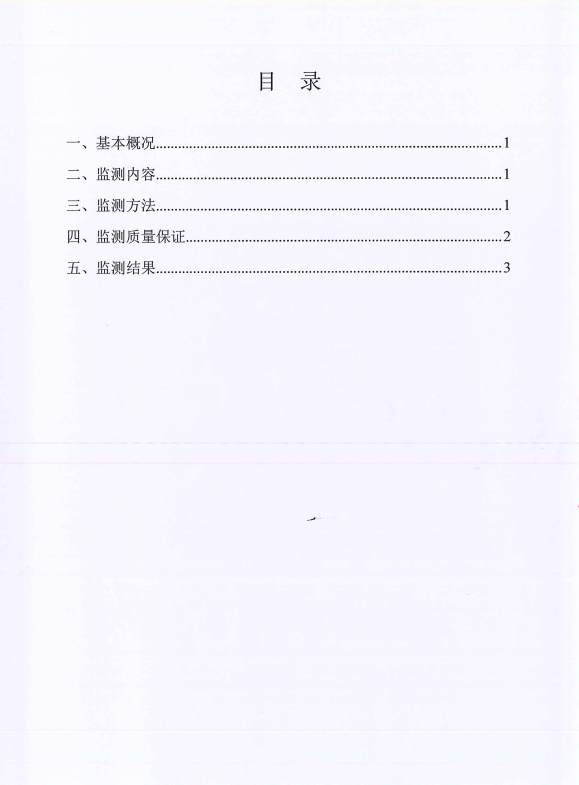 目 录
一、基本概况...............................................................................................1
二、监测内容...............................................................................................1
三、监测方法...............................................................................................1
四、监测质量保证.......................................................................................2
五、监测结果...............................................................................................3